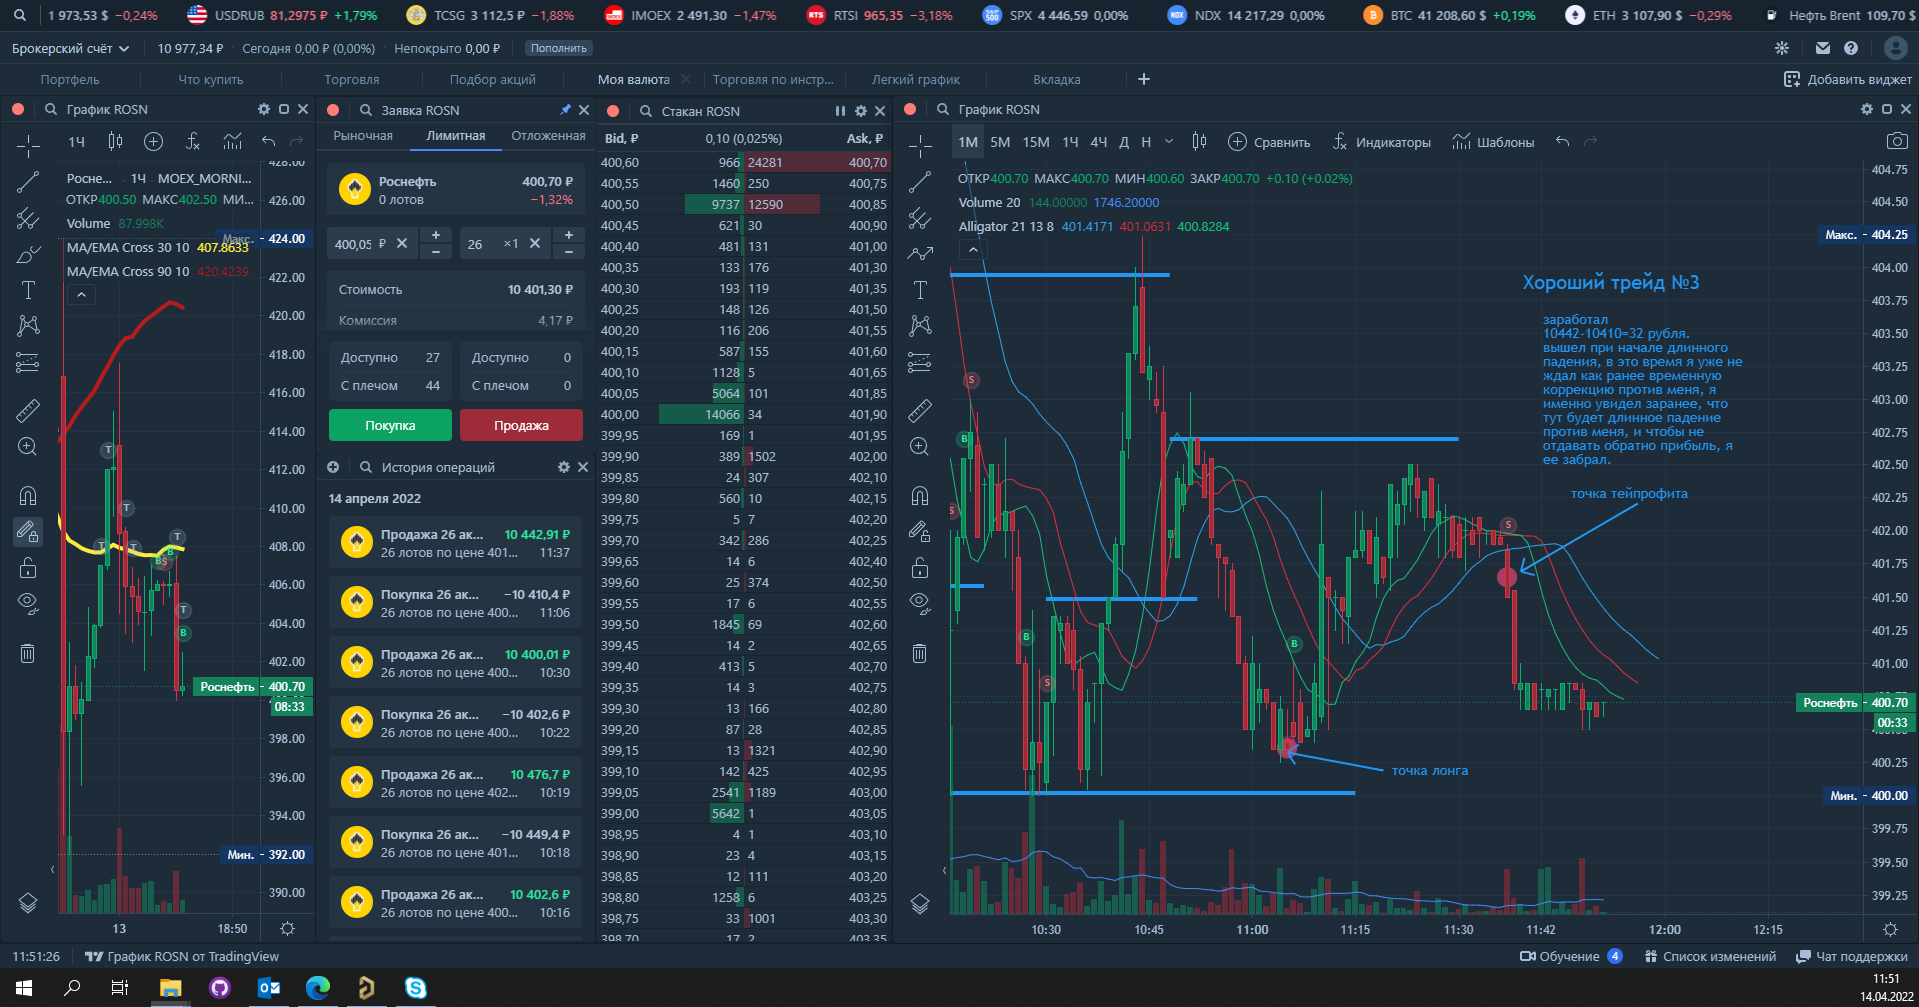 1 973,53 $ −0,24% USDRUB 81,2975 ₽ +1,79% TCSG 3 112,5 ₽ −1,88% IMOEX 2 491,30 −1,47% RTSI 965,35 −3,18% SPX 4 446,59 0,00% NDX 14 217,29 0,00% BTC 41 208,60 $ +0,19% ETH 3 107,90 $ −0,29% Нефть Brent 109,70 $
Брокерский счёт 10 977,34 ₽ · Сегодня 0,00 ₽ (0,00%) · Непокрыто 0,00 ₽ Пополнить
Портфель Что купить Торговля Подбор акций Моя валюта Торговля по инстр... Легкий график Вкладка Добавить виджет
График ROSN
1Ч
Росне... 1Ч MOEX_MORNI...
ОТКР400.50 МАКС402.50 МИ...
Volume 87.998K
MA/EMA Cross 30 10 407.8633
MA/EMA Cross 90 10 420.4239
428.00
426.00
Макс. 424.00
422.00
420.00
418.00
416.00
414.00
412.00
410.00
408.00
406.00
404.00
402.00
Роснефть 400.70
08:33
398.00
396.00
394.00
Мин. 392.00
390.00
13 18:50
Заявка ROSN
Рыночная Лимитная Отложенная
Роснефть 400,70 ₽
0 лотов −1,32%
400,05 ₽ 26 ×1
Стоимость 10 401,30 ₽
Комиссия 4,17 ₽
Доступно 27 Доступно 0
С плечом 44 С плечом 0
Покупка Продажа
История операций
14 апреля 2022
Продажа 26 ак... 10 442,91 ₽
26 лотов по цене 401... 11:37
Покупка 26 ак... −10 410,4 ₽
26 лотов по цене 400... 11:06
Продажа 26 ак... 10 400,01 ₽
26 лотов по цене 400... 10:30
Покупка 26 ак... −10 402,6 ₽
26 лотов по цене 400... 10:22
Продажа 26 ак... 10 476,7 ₽
26 лотов по цене 402... 10:19
Покупка 26 ак... −10 449,4 ₽
26 лотов по цене 401... 10:18
Продажа 26 ак... 10 402,6 ₽
26 лотов по цене 400... 10:16
Стакан ROSN
Bid, ₽ 0,10 (0,025%) Ask, ₽
400,60 966 24281 400,70
400,55 1460 250 400,75
400,50 9737 12590 400,85
400,45 621 30 400,90
400,40 481 131 401,00
400,35 133 176 401,30
400,30 193 119 401,35
400,25 148 126 401,50
400,20 116 206 401,55
400,15 587 155 401,60
400,10 1128 5 401,65
400,05 5064 101 401,85
400,00 14066 34 401,90
399,95 169 1 401,95
399,90 389 1502 402,00
399,85 24 307 402,10
399,80 560 10 402,15
399,75 5 7 402,20
399,70 342 286 402,25
399,65 14 6 402,40
399,60 25 374 402,50
399,55 17 6 402,55
399,50 1845 69 402,60
399,45 14 2 402,65
399,40 413 5 402,70
399,35 14 3 402,75
399,30 13 166 402,80
399,20 87 28 402,85
399,15 13 1321 402,90
399,10 142 425 402,95
399,05 2541 1189 403,00
399,00 5642 1 403,05
398,95 4 1 403,10
398,90 23 4 403,15
398,85 12 111 403,20
398,80 1258 6 403,25
398,75 33 1001 403,30
398,70 17 2 403,35
График ROSN
1М 5М 15М 1Ч 4Ч Д Н Сравнить Индикаторы Шаблоны
ОТКР400.70 МАКС400.70 МИН400.60 ЗАКР400.70 +0.10 (+0.02%)
Volume 20 144.00000 1746.20000
Alligator 21 13 8 401.4171 401.0631 400.8284
Хороший трейд №3
заработал
10442-10410=32 рубля.
вышел при начале длинного
падения, в это время я уже не
ждал как ранее временную
коррекцию против меня, я
именно увидел заранее, что
тут будет длинное падение
против меня, и чтобы не
отдавать обратно прибыль, я
ее забрал.
точка тейпрофита
точка лонга
404.75
404.50
Макс. 404.25
404.00
403.75
403.50
403.25
403.00
402.75
402.50
402.25
402.00
401.75
401.50
401.25
401.00
Роснефть 400.70
00:33
400.25
Мин. 400.00
399.75
399.50
399.25
10:30 10:45 11:00 11:15 11:30 11:42 12:00 12:15
11:51:26 График ROSN от TradingView Обучение 4 Список изменений Чат поддержки
11:51
14.04.2022